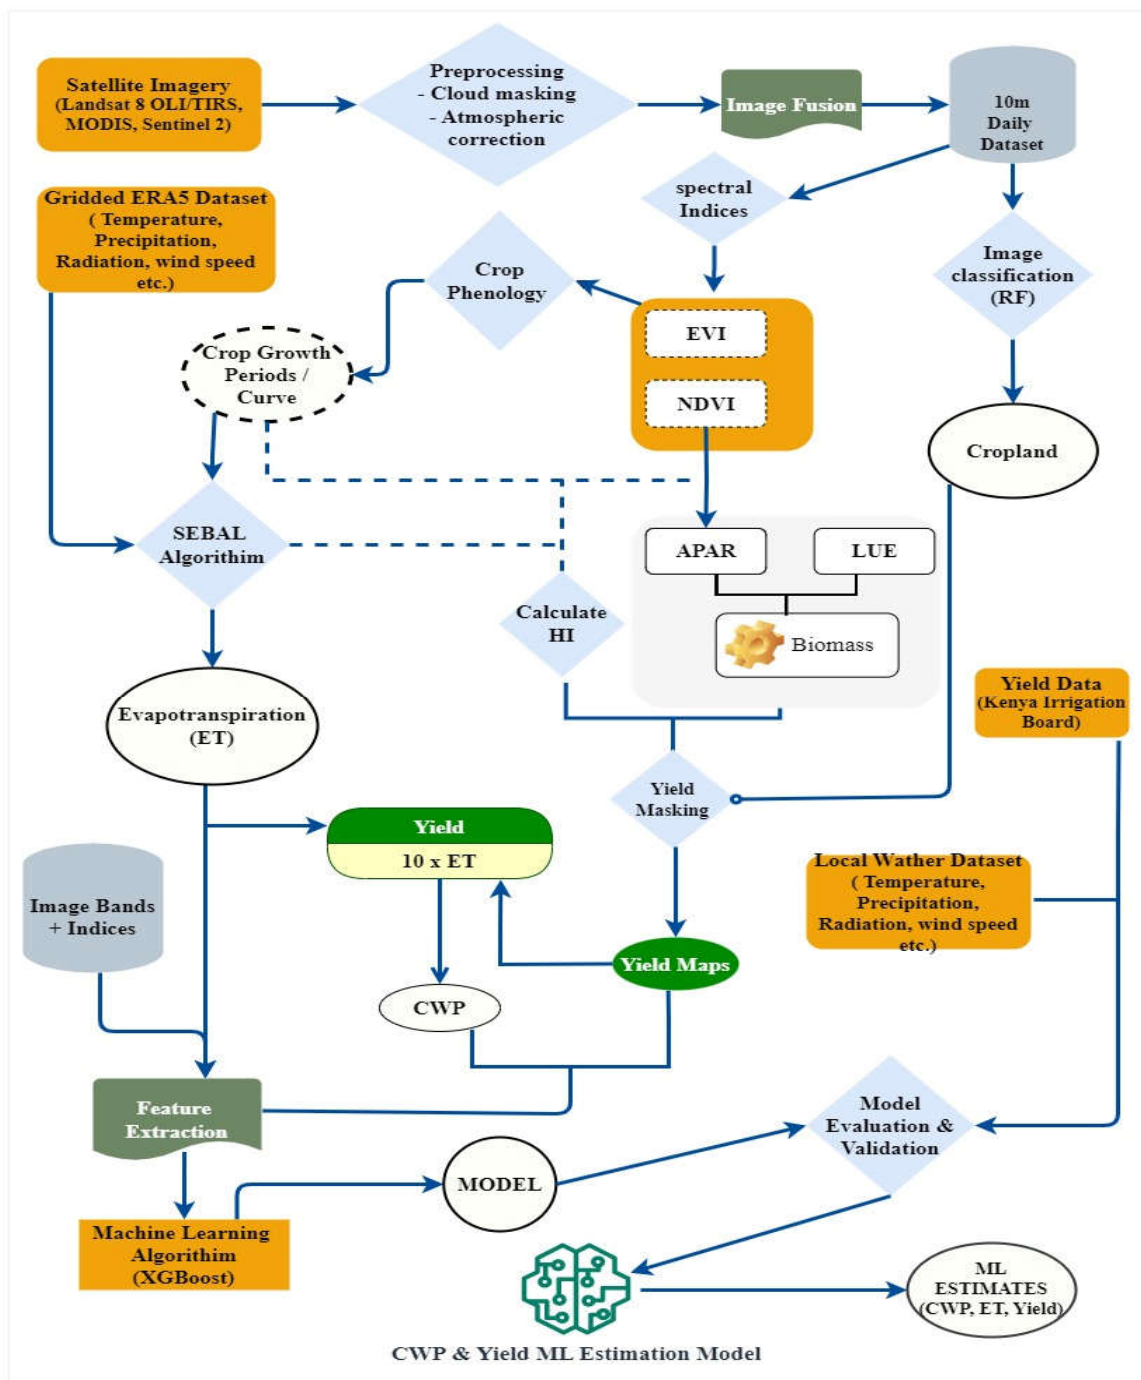 Satellite Imagery
(Landsat 8 OLI/TIRS,
MODIS, Sentinel 2)
Preprocessing
- Cloud masking
- Atmospheric
correction
Image Fusion
10m
Daily
Dataset
Gridded ERA5 Dataset
( Temperature,
Precipitation,
Radiation, wind speed
etc.)
spectral
Indices
Crop
Phenology
Image
classification
(RF)
EVI
NDVI
Crop Growth
Periods /
Curve
Cropland
SEBAL
Algorithim
APAR
LUE
Calculate
HI
Biomass
Evapotranspiration
(ET)
Yield Data
(Kenya Irrigation
Board)
Yield
Masking
Yield
10 x ET
Local Wather Dataset
( Temperature,
Precipitation,
Radiation, wind speed
etc.)
Image Bands
+ Indices
Yield Maps
CWP
Feature
Extraction
Model
Evaluation &
Validation
MODEL
Machine Learning
Algorithim
(XGBoost)
ML
ESTIMATES
(CWP, ET, Yield)
CWP & Yield ML Estimation Model